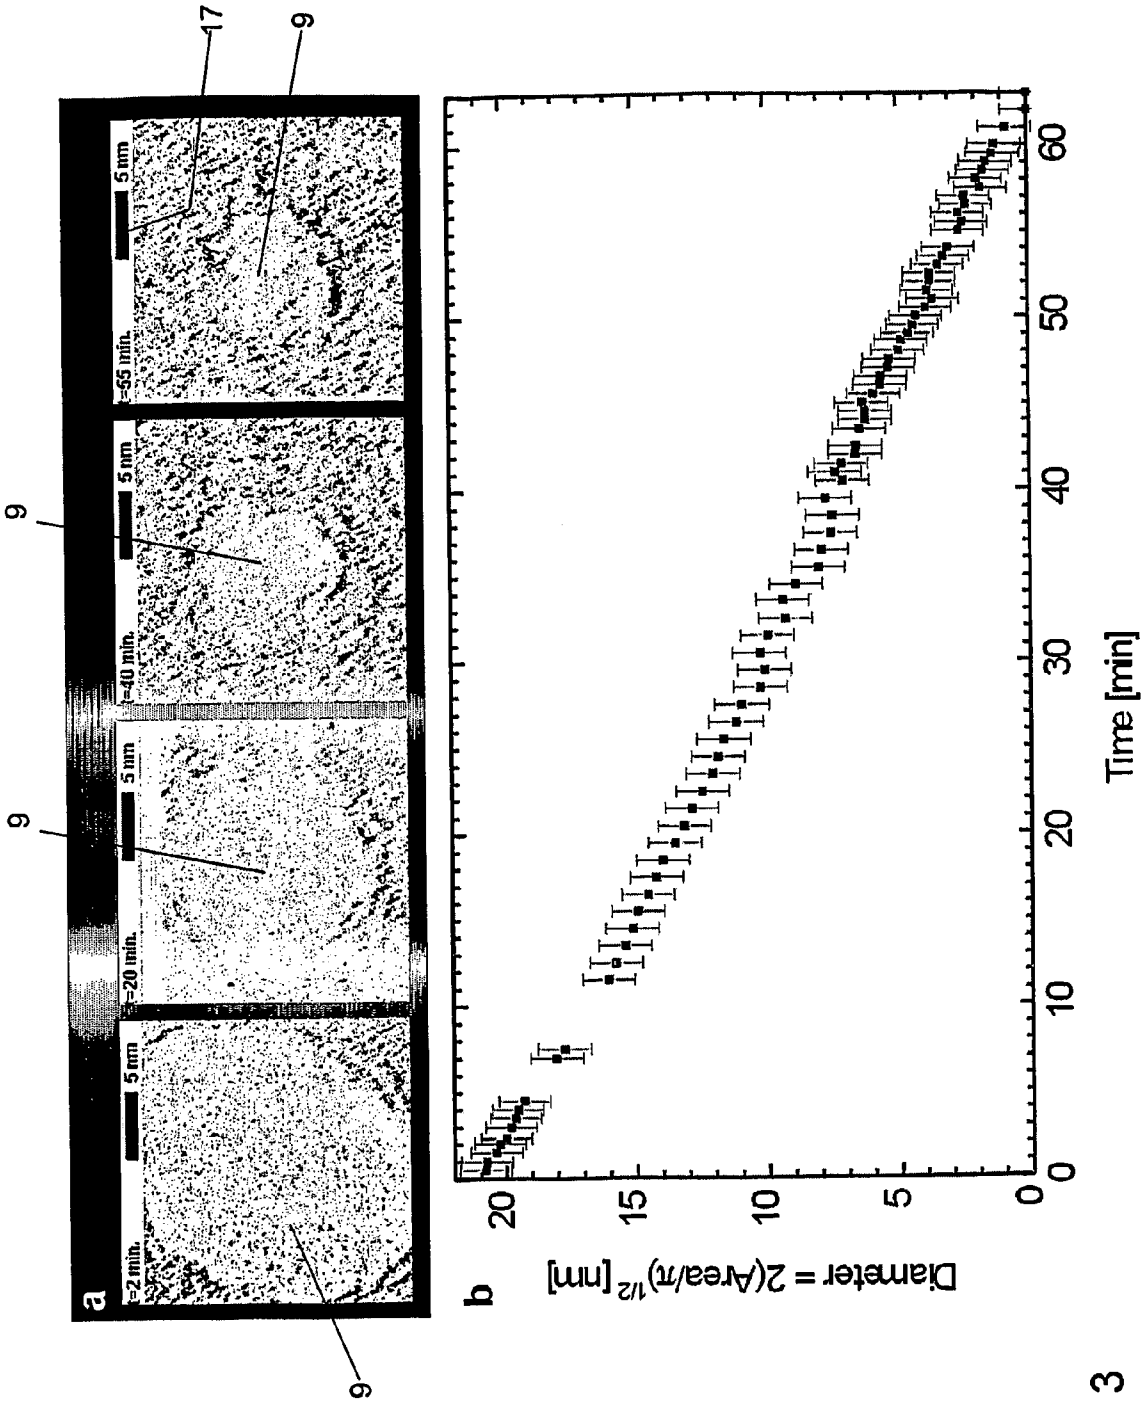 a
t=2 min.
5 nm
t=20 min.
5 nm
t=40 min.
5 nm
t=55 min.
5 nm
9
9
9
17
9
b
Diameter = 2(Area/π)^1/2 [nm]
20
15
10
5
0
0
10
20
30
40
50
60
Time [min]
3